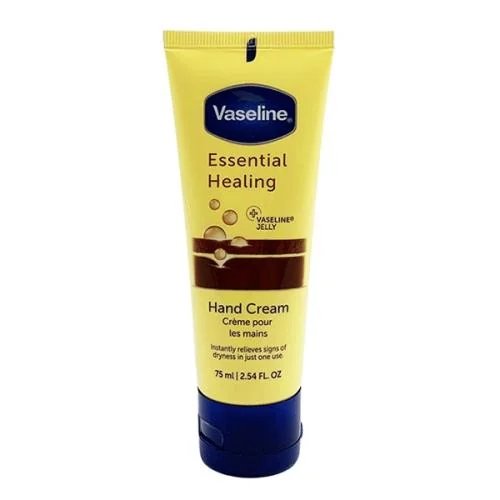 Vaseline®
Essential
Healing
VASELINE®
JELLY
Hand Cream
Crème pour
les mains
Instantly relieves signs of
dryness in just one use.
75 ml | 2.54 FL. OZ